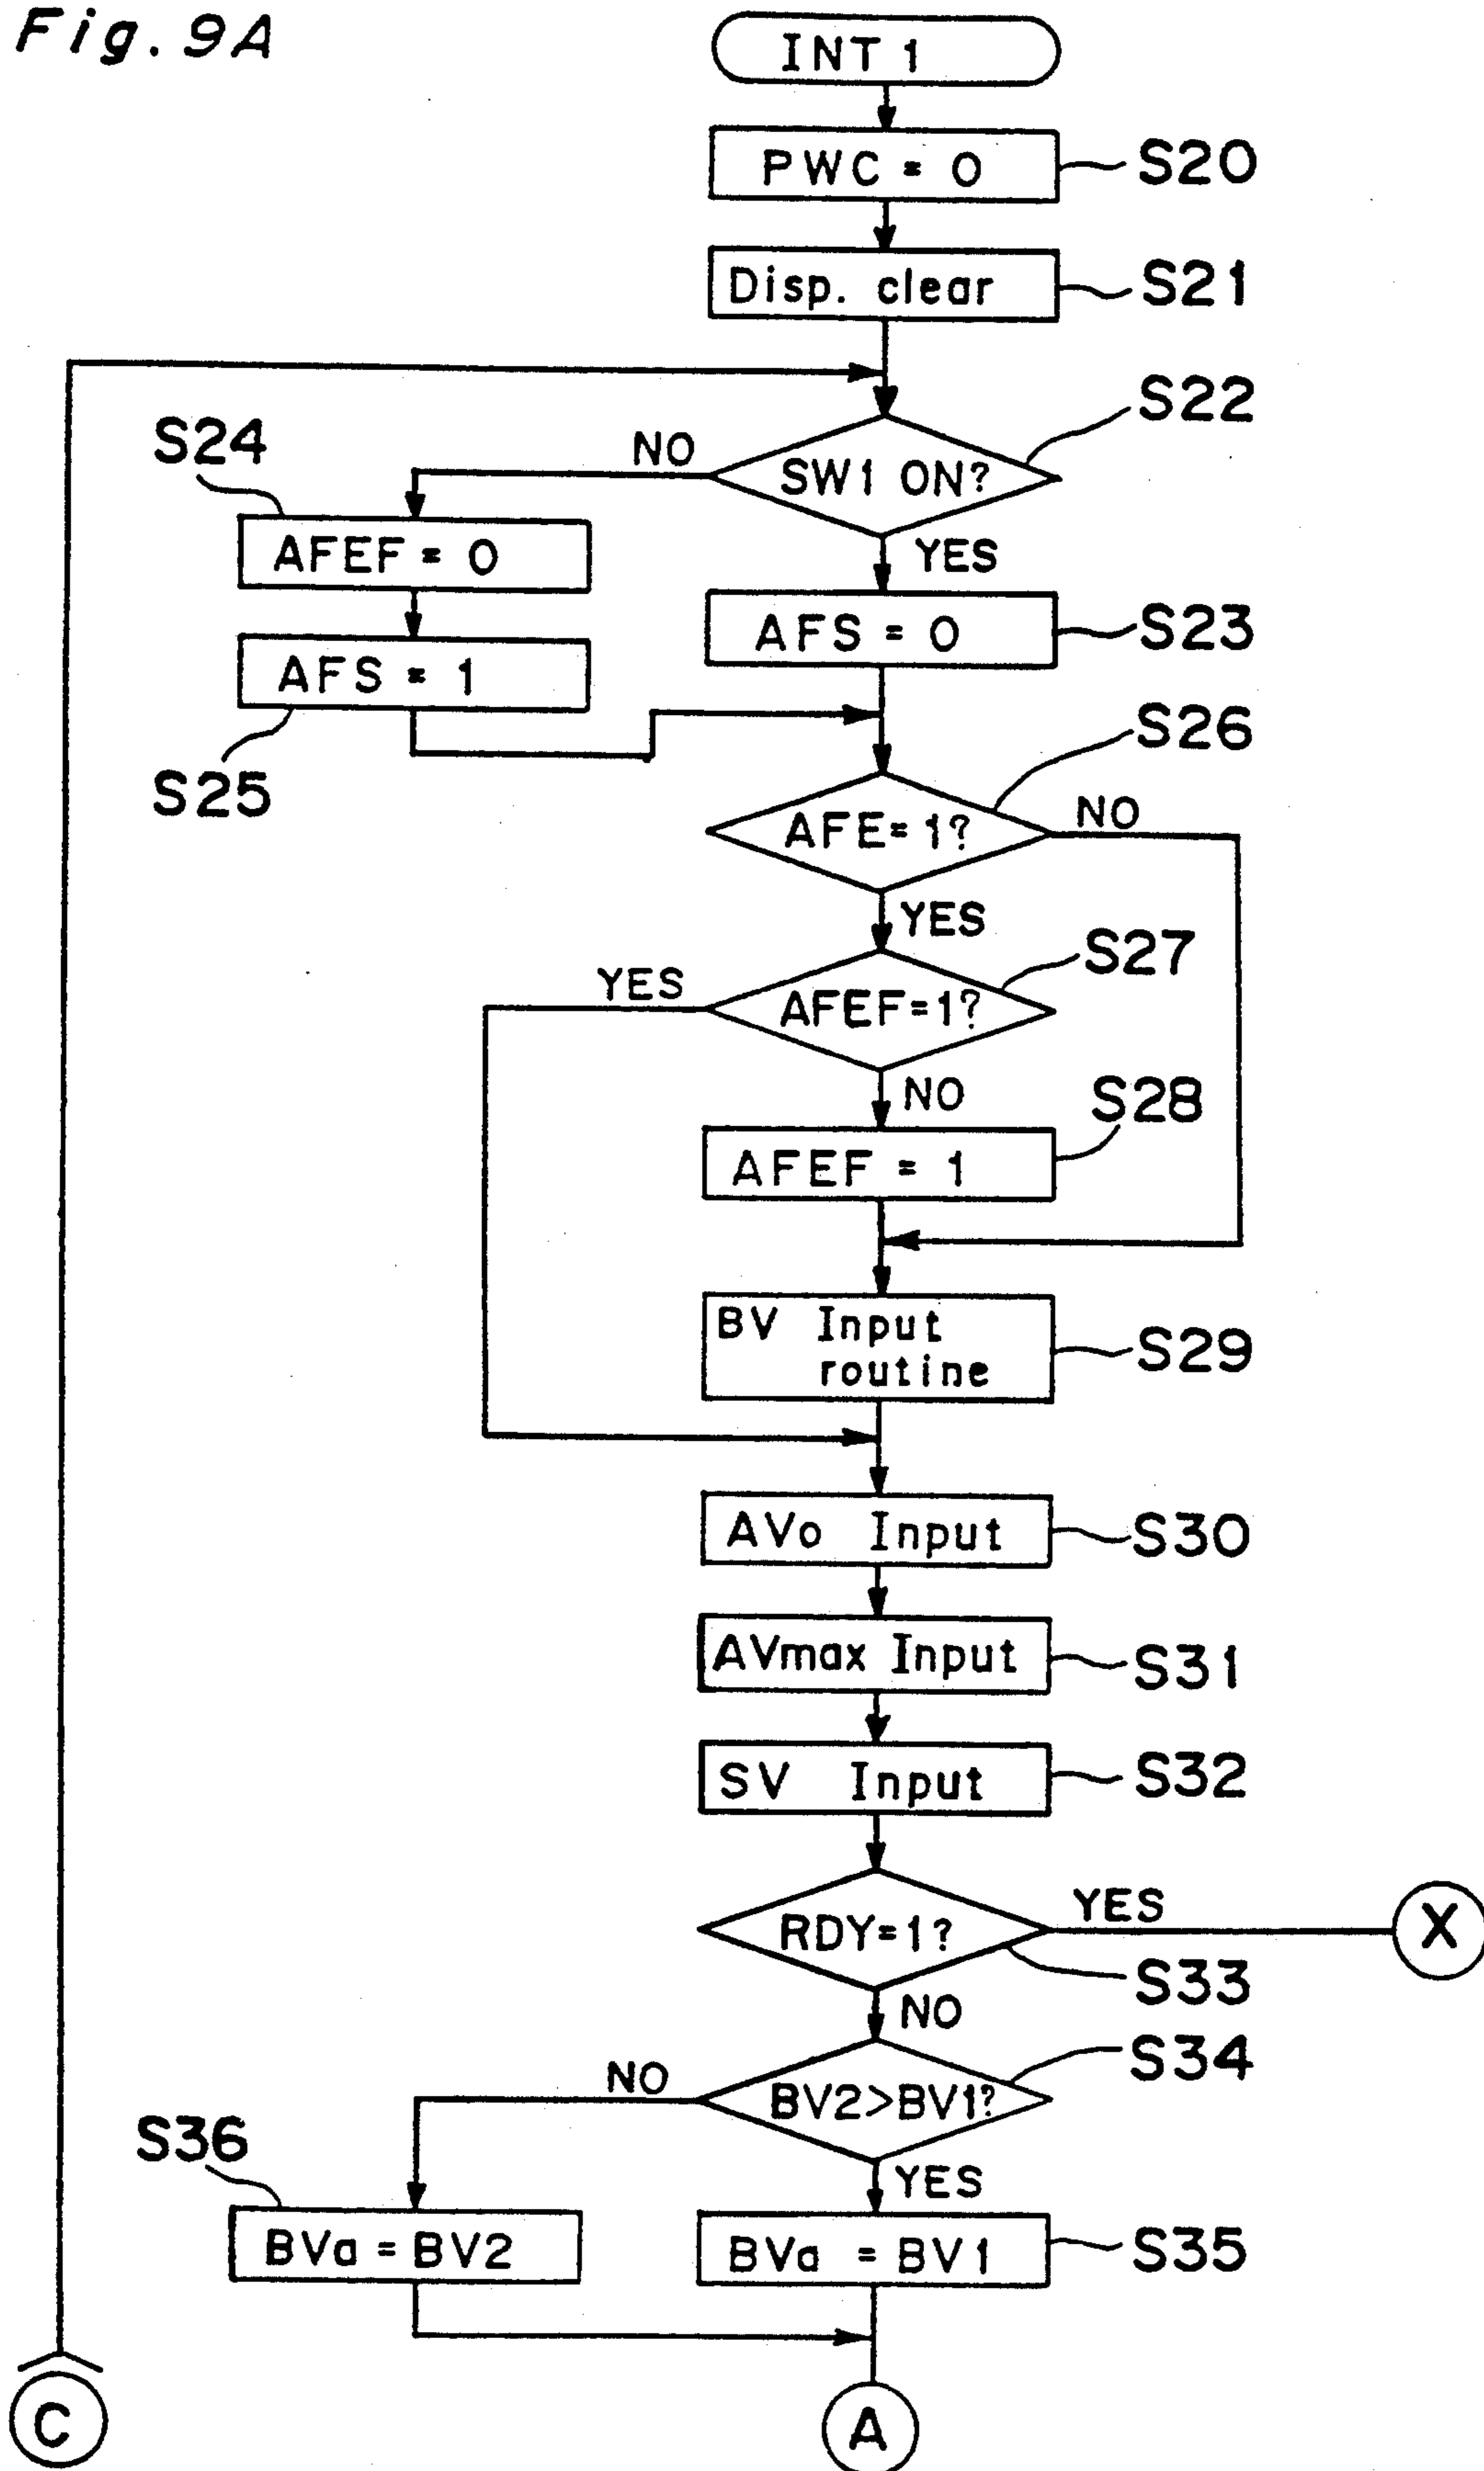 Fig. 9A
INT 1
PWC = 0
S20
Disp. clear
S21
S22
SW1 ON?
NO
YES
S24
AFEF = 0
AFS = 0
S23
AFS = 1
S25
S26
AFE=1?
NO
YES
S27
AFEF=1?
YES
NO
S28
AFEF = 1
BV Input
routine
S29
AVo Input
S30
AVmax Input
S31
SV Input
S32
RDY=1?
YES
X
S33
NO
S34
BV2>BV1?
NO
YES
S36
BVa = BV2
BVa = BV1
S35
C
A